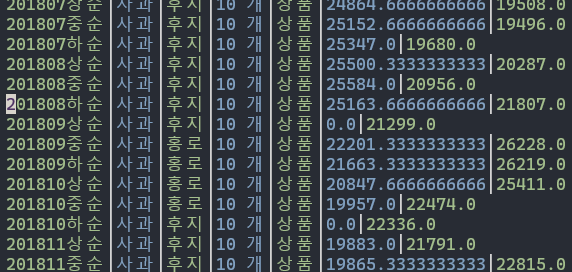 201807상순|사과|후지|10 개|상품|24864.6666666666|19508.0
201807중순|사과|후지|10 개|상품|25152.6666666666|19496.0
201807하순|사과|후지|10 개|상품|25347.0|19680.0
201808상순|사과|후지|10 개|상품|25500.3333333333|20287.0
201808중순|사과|후지|10 개|상품|25584.0|20956.0
201808하순|사과|후지|10 개|상품|25163.6666666666|21807.0
201809상순|사과|후지|10 개|상품|0.0|21299.0
201809중순|사과|홍로|10 개|상품|22201.3333333333|26228.0
201809하순|사과|홍로|10 개|상품|21663.3333333333|26219.0
201810상순|사과|홍로|10 개|상품|20847.6666666666|25411.0
201810중순|사과|홍로|10 개|상품|19957.0|22474.0
201810하순|사과|후지|10 개|상품|0.0|22336.0
201811상순|사과|후지|10 개|상품|19883.0|21791.0
201811중순|사과|후지|10 개|상품|19865.3333333333|22815.0